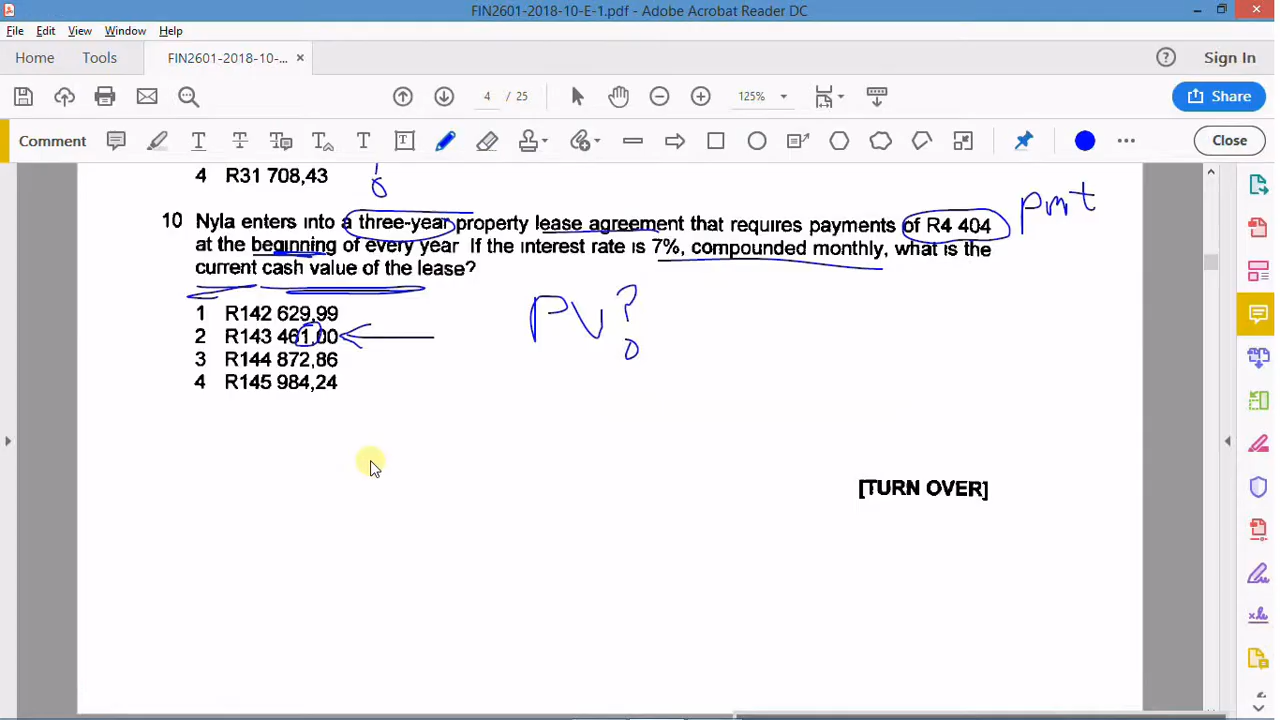 FIN2601-2018-10-E-1.pdf - Adobe Acrobat Reader DC
File Edit View Window Help
Home Tools FIN2601-2018-10-... × Sign In
4 / 25 125% Share
Comment Close
4 R31 708,43
10 Nyla enters into a three-year property lease agreement that requires payments of R4 404 Pmt
at the beginning of every year If the interest rate is 7%, compounded monthly, what is the
current cash value of the lease?
PV?
1 R142 629,99
2 R143 461,00
3 R144 872,86
4 R145 984,24
[TURN OVER]